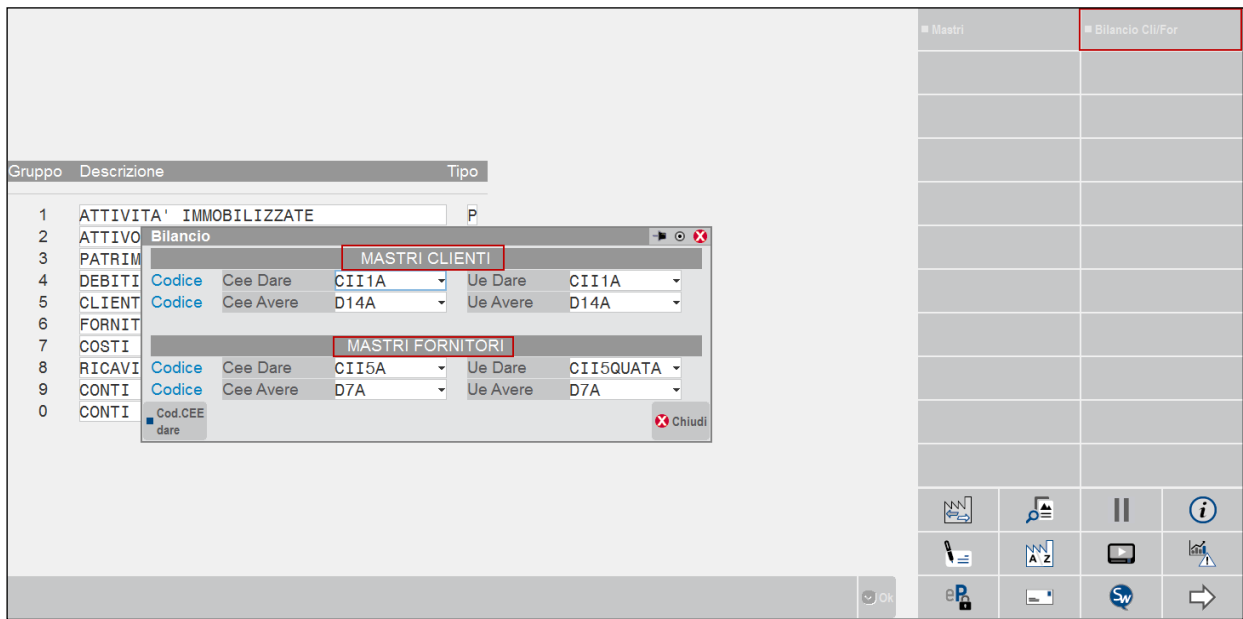 Mastri Bilancio Cli/For
Gruppo Descrizione Tipo
1 ATTIVITA' IMMOBILIZZATE P
2 ATTIVO
3 PATRIM
4 DEBITI
5 CLIENT
6 FORNIT
7 COSTI
8 RICAVI
9 CONTI
0 CONTI
Bilancio
MASTRI CLIENTI
Codice Cee Dare CII1A Ue Dare CII1A
Codice Cee Avere D14A Ue Avere D14A
MASTRI FORNITORI
Codice Cee Dare CII5A Ue Dare CII5QUATA
Codice Cee Avere D7A Ue Avere D7A
Cod.CEE
dare
Chiudi
A Z
Ok
eP
Sw